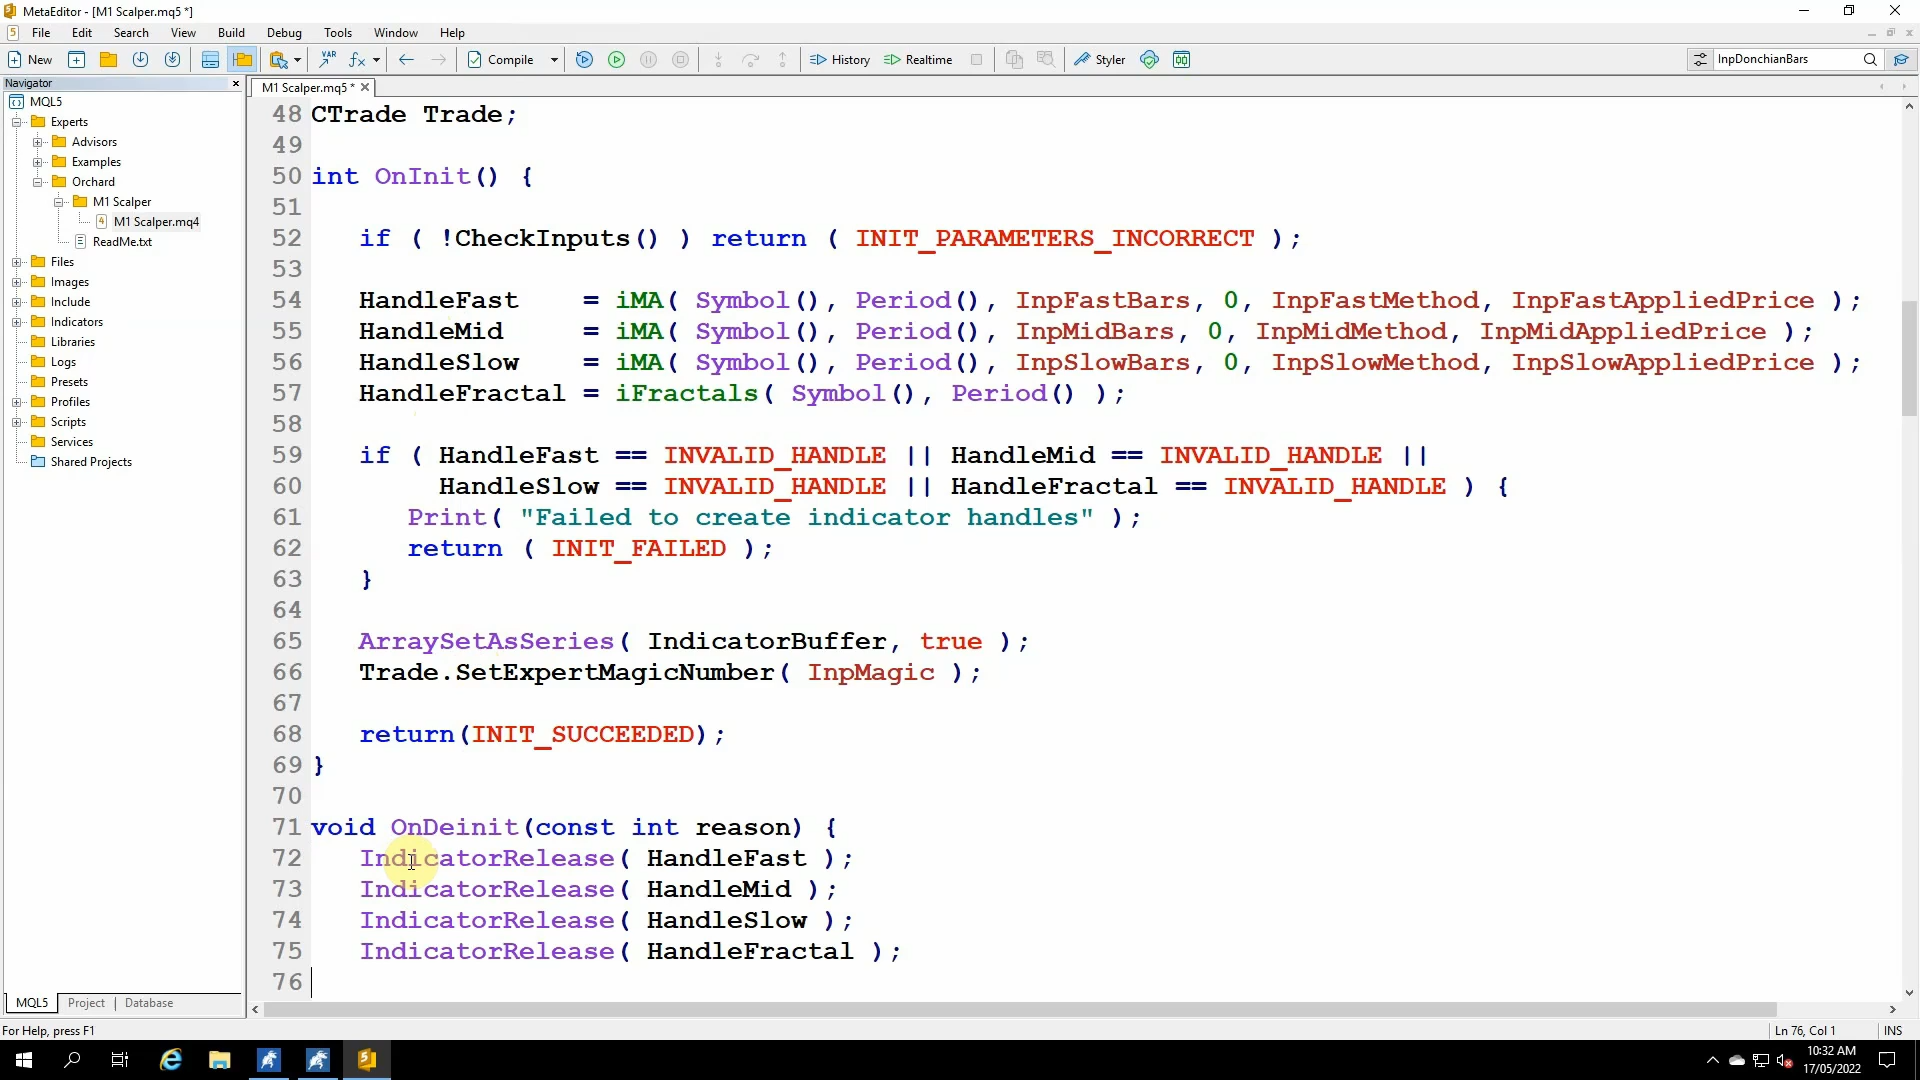 MetaEditor - [M1 Scalper.mq5 *]
File Edit Search View Build Debug Tools Window Help
New VAR fx Compile History Realtime Styler InpDonchianBars
Navigator
MQL5
Experts
Advisors
Examples
Orchard
M1 Scalper
M1 Scalper.mq4
ReadMe.txt
Files
Images
Include
Indicators
Libraries
Logs
Presets
Profiles
Scripts
Services
Shared Projects
MQL5 Project Database
M1 Scalper.mq5 *
48 CTrade Trade;
49
50 int OnInit() {
51
52 if ( !CheckInputs() ) return ( INIT_PARAMETERS_INCORRECT );
53
54 HandleFast = iMA( Symbol(), Period(), InpFastBars, 0, InpFastMethod, InpFastAppliedPrice );
55 HandleMid = iMA( Symbol(), Period(), InpMidBars, 0, InpMidMethod, InpMidAppliedPrice );
56 HandleSlow = iMA( Symbol(), Period(), InpSlowBars, 0, InpSlowMethod, InpSlowAppliedPrice );
57 HandleFractal = iFractals( Symbol(), Period() );
58
59 if ( HandleFast == INVALID_HANDLE || HandleMid == INVALID_HANDLE ||
60 HandleSlow == INVALID_HANDLE || HandleFractal == INVALID_HANDLE ) {
61 Print( "Failed to create indicator handles" );
62 return ( INIT_FAILED );
63 }
64
65 ArraySetAsSeries( IndicatorBuffer, true );
66 Trade.SetExpertMagicNumber( InpMagic );
67
68 return(INIT_SUCCEEDED);
69 }
70
71 void OnDeinit(const int reason) {
72 IndicatorRelease( HandleFast );
73 IndicatorRelease( HandleMid );
74 IndicatorRelease( HandleSlow );
75 IndicatorRelease( HandleFractal );
76
For Help, press F1 Ln 76, Col 1 INS
10:32 AM
17/05/2022